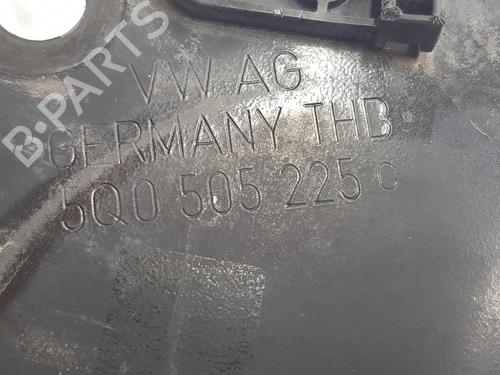 B-PARTS
VW AG
GERMANY THB
5Q0 505 225 C